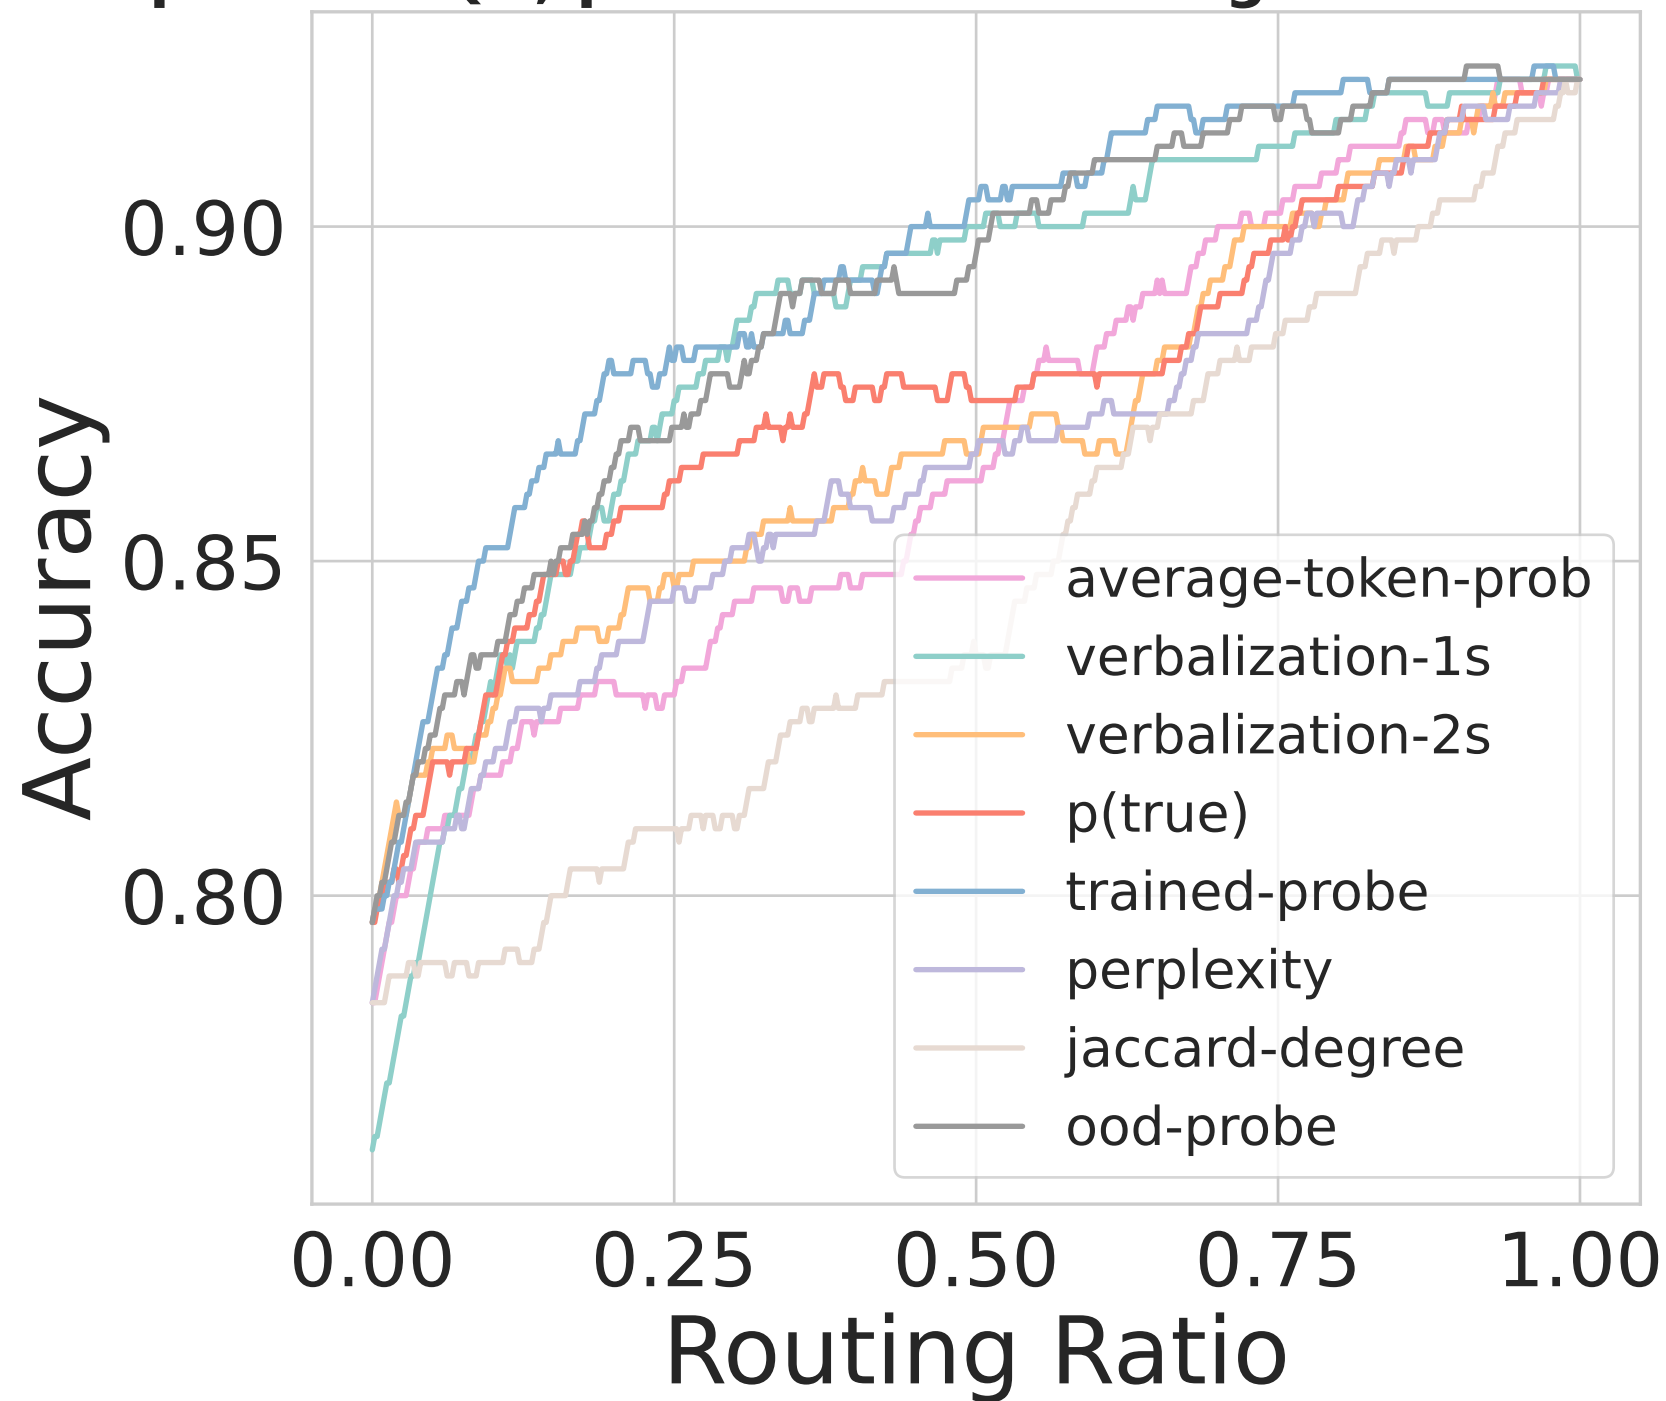 Accuracy
0.90
0.85
0.80
average-token-prob
verbalization-1s
verbalization-2s
p(true)
trained-probe
perplexity
jaccard-degree
ood-probe
0.00 0.25 0.50 0.75 1.00
Routing Ratio